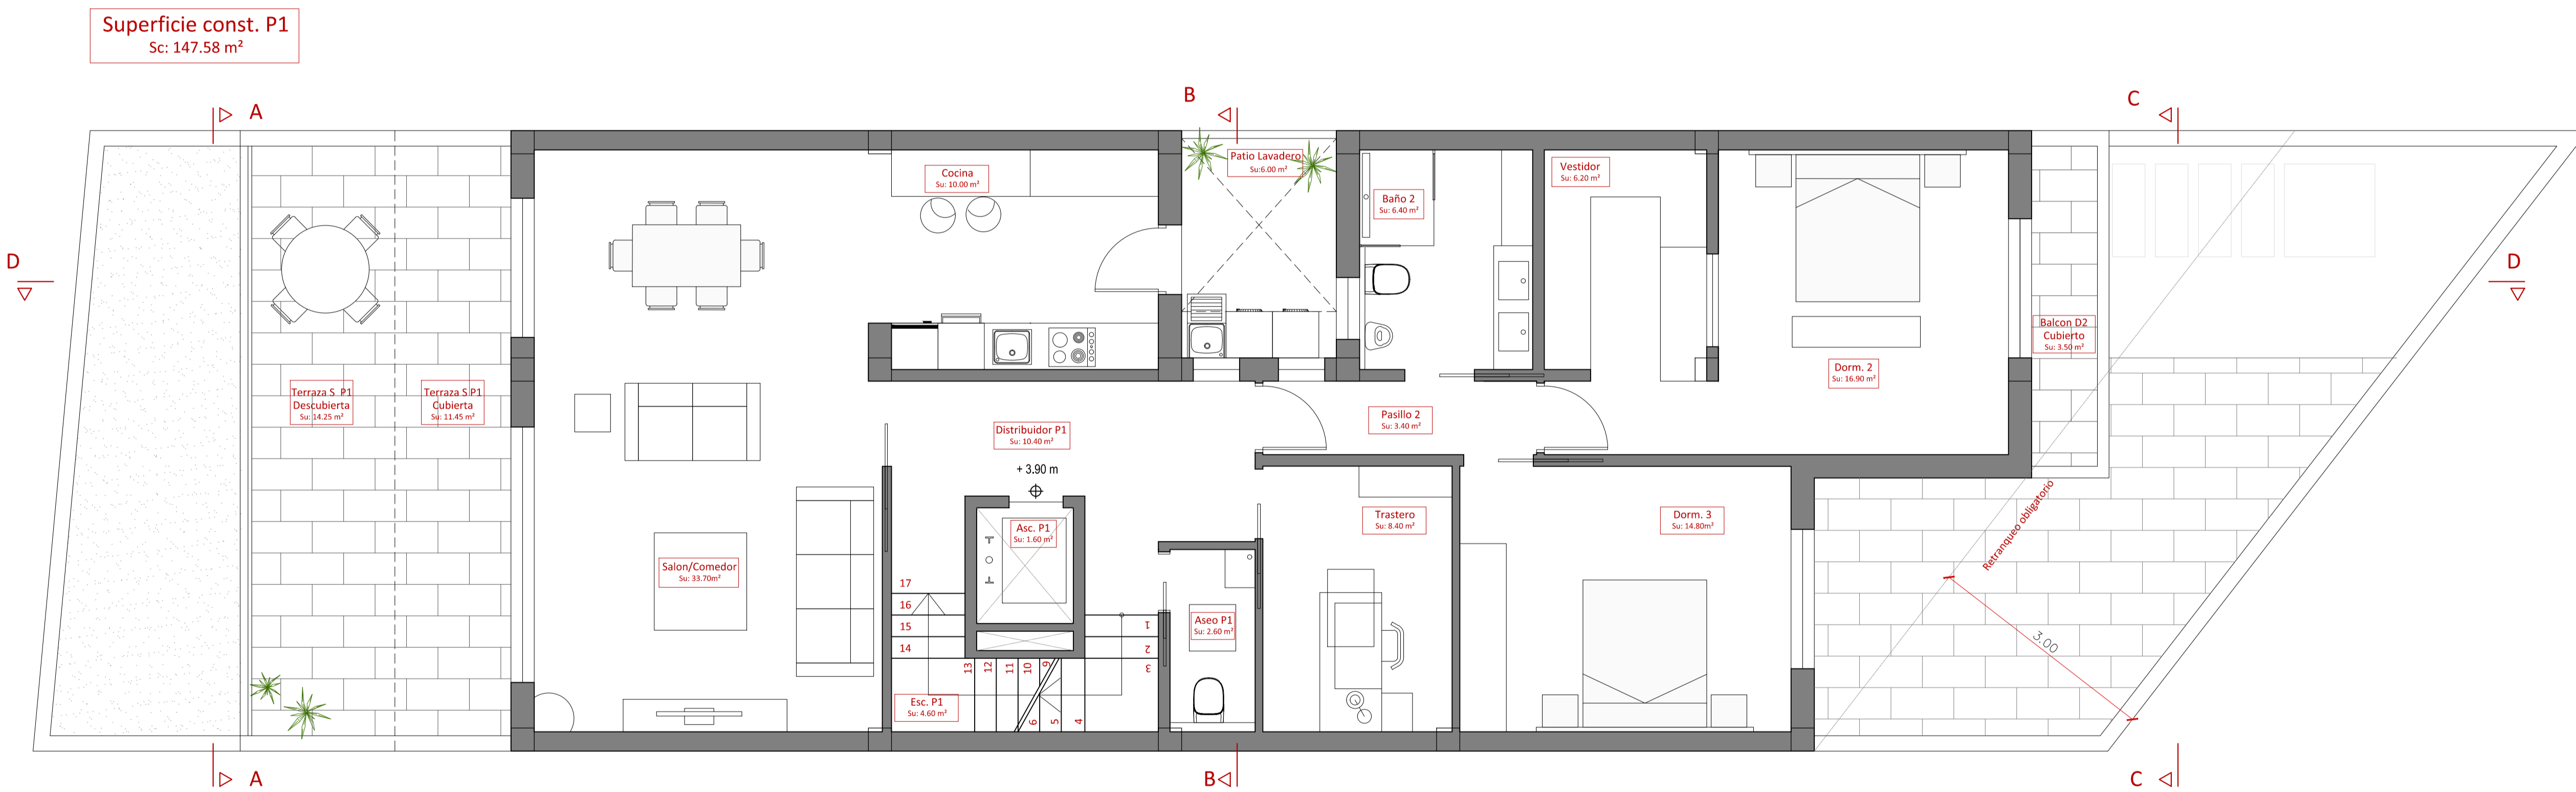 Superficie const. P1
Sc: 147.58 m²
A
B
C
D
D
Patio Lavadero
Su:6.00 m²
Cocina
Su: 10.00 m²
Vestidor
Su: 6.20 m²
Baño 2
Su: 6.40 m²
Balcon D2
Cubierto
Su: 3.50 m²
Dorm. 2
Su: 16.90 m²
Terraza S P1
Descubierta
Su: 14.25 m²
Terraza S P1
Cubierta
Su: 11.45 m²
Pasillo 2
Su: 3.40 m²
Distribuidor P1
Su: 10.40 m²
+ 3.90 m
Asc. P1
Su: 1.60 m²
Trastero
Su: 8.40 m²
Dorm. 3
Su: 14.80m²
Retranqueo obligatorio
3.00
Salon/Comedor
Su: 33.70m²
Aseo P1
Su: 2.60 m²
17
16
15
14
13
12
11
10
9
1
2
3
6
5
4
Esc. P1
Su: 4.60 m²
A
B
C